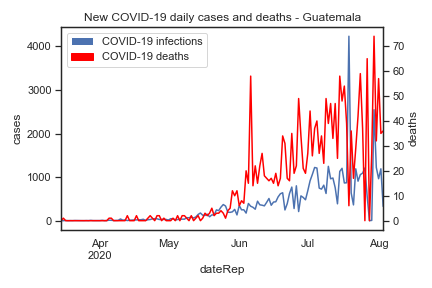 New COVID-19 daily cases and deaths - Guatemala
COVID-19 infections
COVID-19 deaths
4000
3000
2000
1000
0
cases
70
60
50
40
30
20
10
0
deaths
Apr
2020
May
Jun
Jul
Aug
dateRep